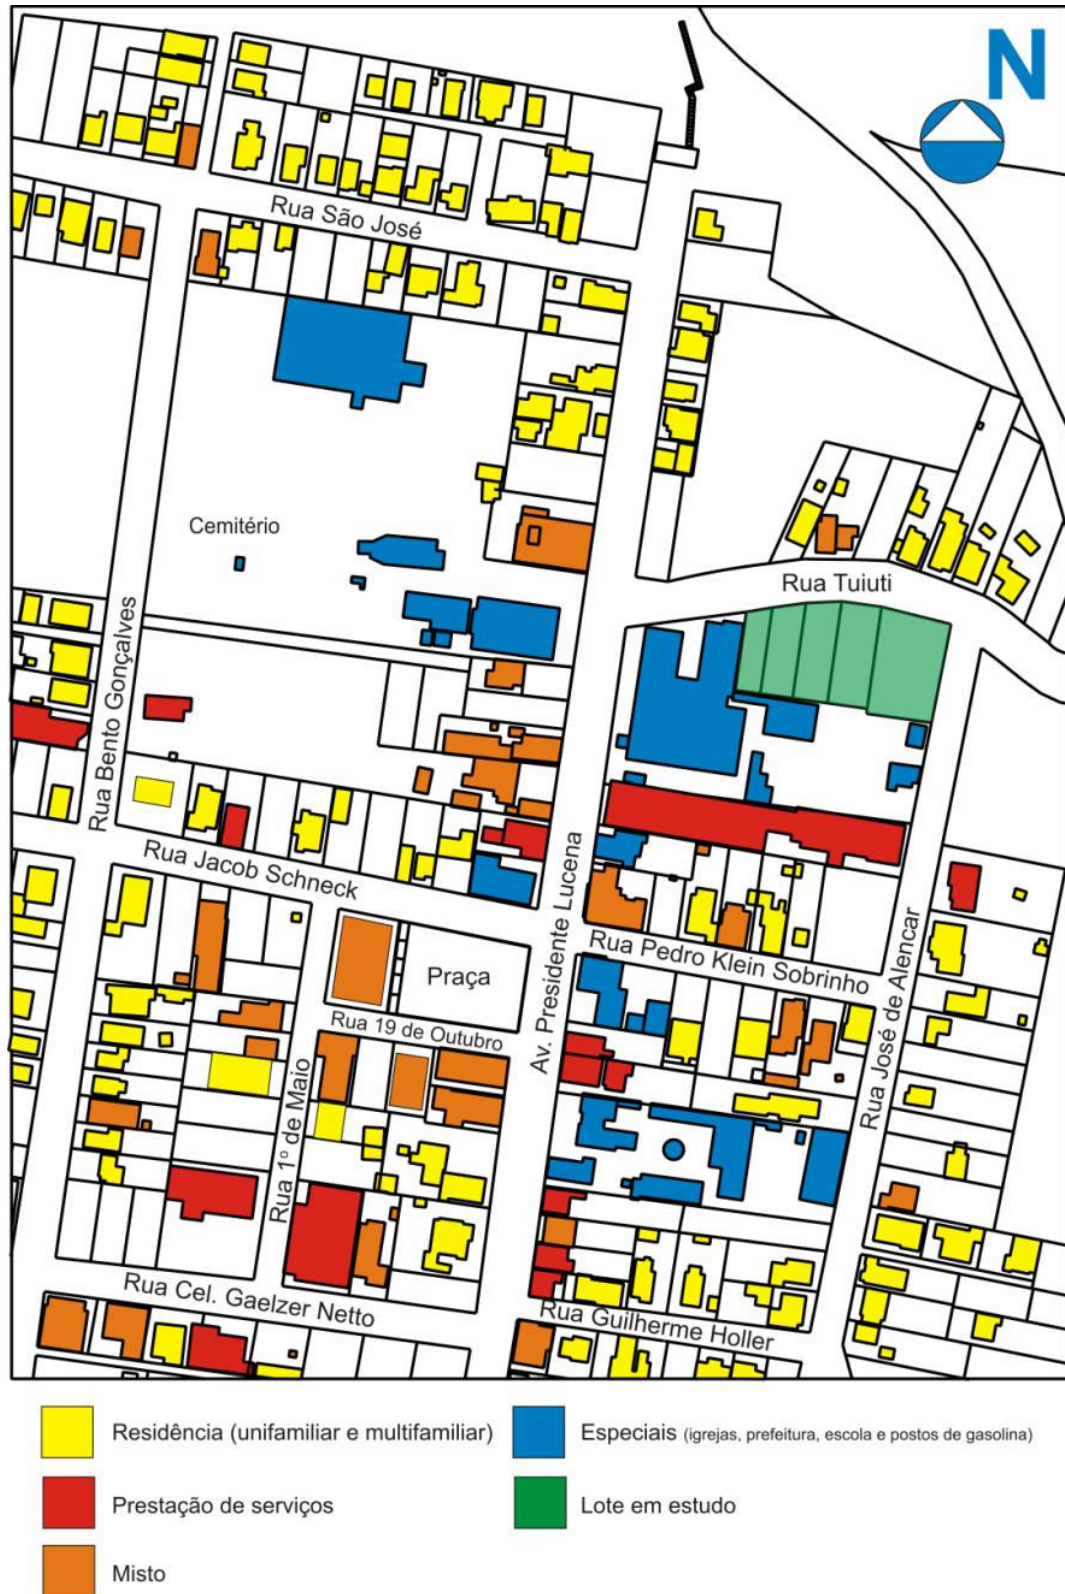 N
Rua São José
Cemitério
Rua Tuiuti
Rua Bento Gonçalves
Rua Jacob Schneck
Av. Presidente Lucena
Rua Pedro Klein Sobrinho
Praça
Rua 19 de Outubro
Rua José de Alencar
Rua 1º de Maio
Rua Cel. Gaelzer Netto
Rua Guilherme Holler
Residência (unifamiliar e multifamiliar)
Especiais (igrejas, prefeitura, escola e postos de gasolina)
Prestação de serviços
Lote em estudo
Misto